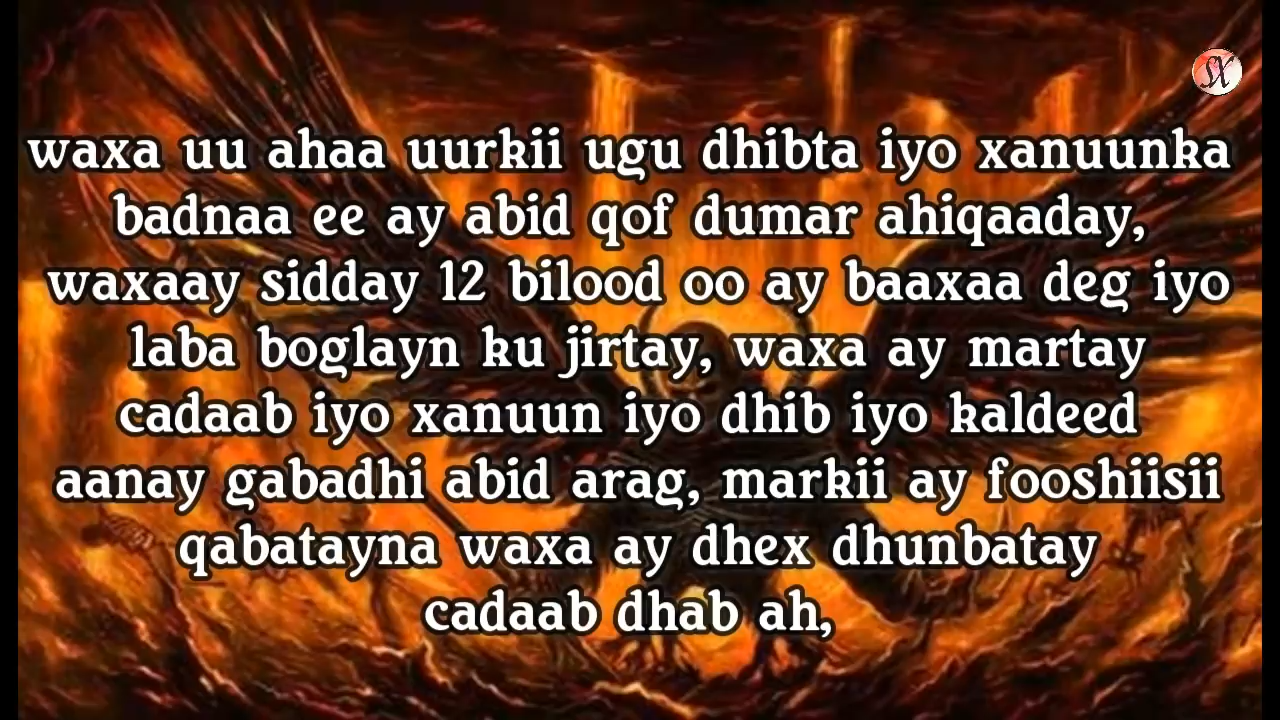 SX
waxa uu ahaa uurkii ugu dhibta iyo xanuunka
badnaa ee ay abid qof dumar ahiqaaday,
waxaay sidday 12 bilood oo ay baaxaa deg iyo
laba boglayn ku jirtay, waxa ay martay
cadaab iyo xanuun iyo dhib iyo kaldeed
aanay gabadhi abid arag, markii ay fooshiisii
qabatayna waxa ay dhex dhunbatay
cadaab dhab ah,